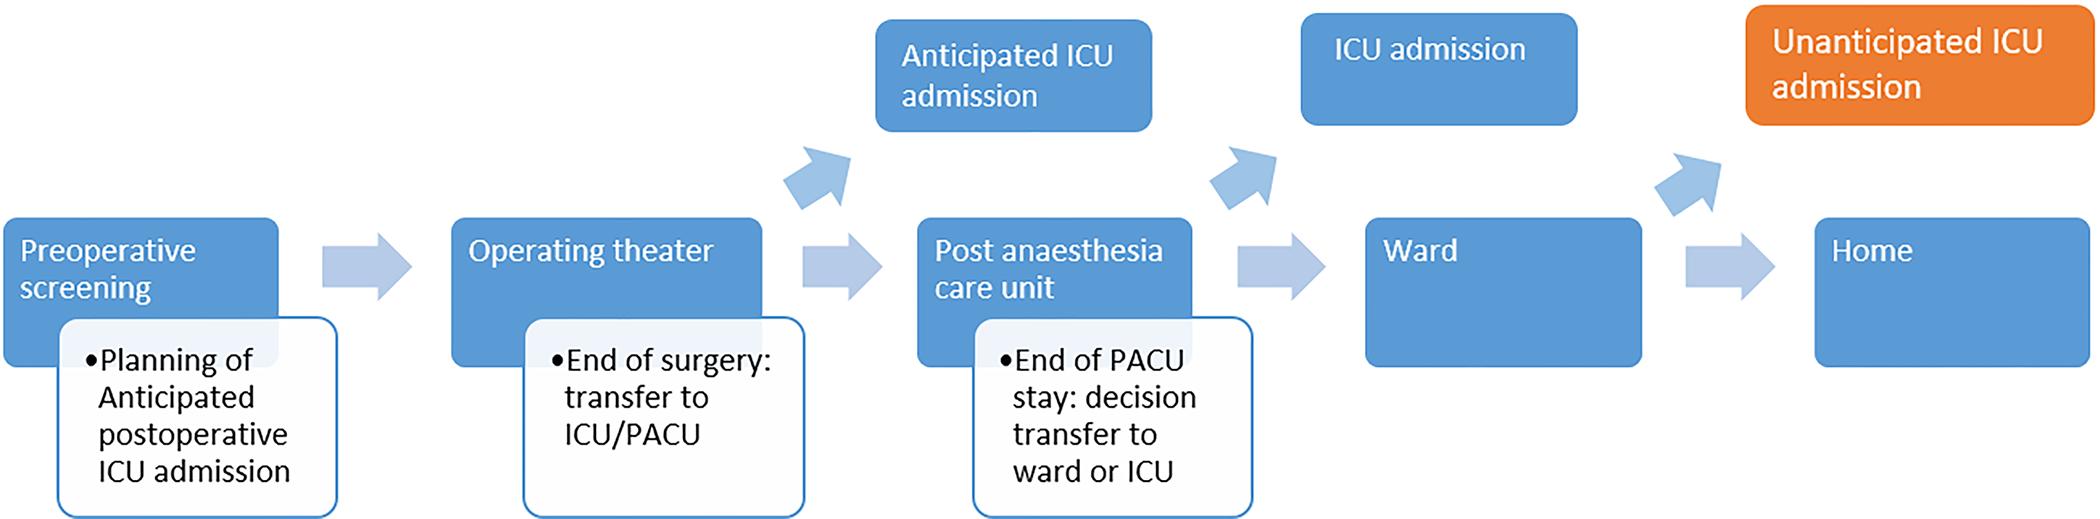 Anticipated ICU
admission
ICU admission
Unanticipated ICU
admission
Preoperative
screening
•Planning of
Anticipated
postoperative
ICU admission
Operating theater
•End of surgery:
transfer to
ICU/PACU
Post anaesthesia
care unit
•End of PACU
stay: decision
transfer to
ward or ICU
Ward
Home